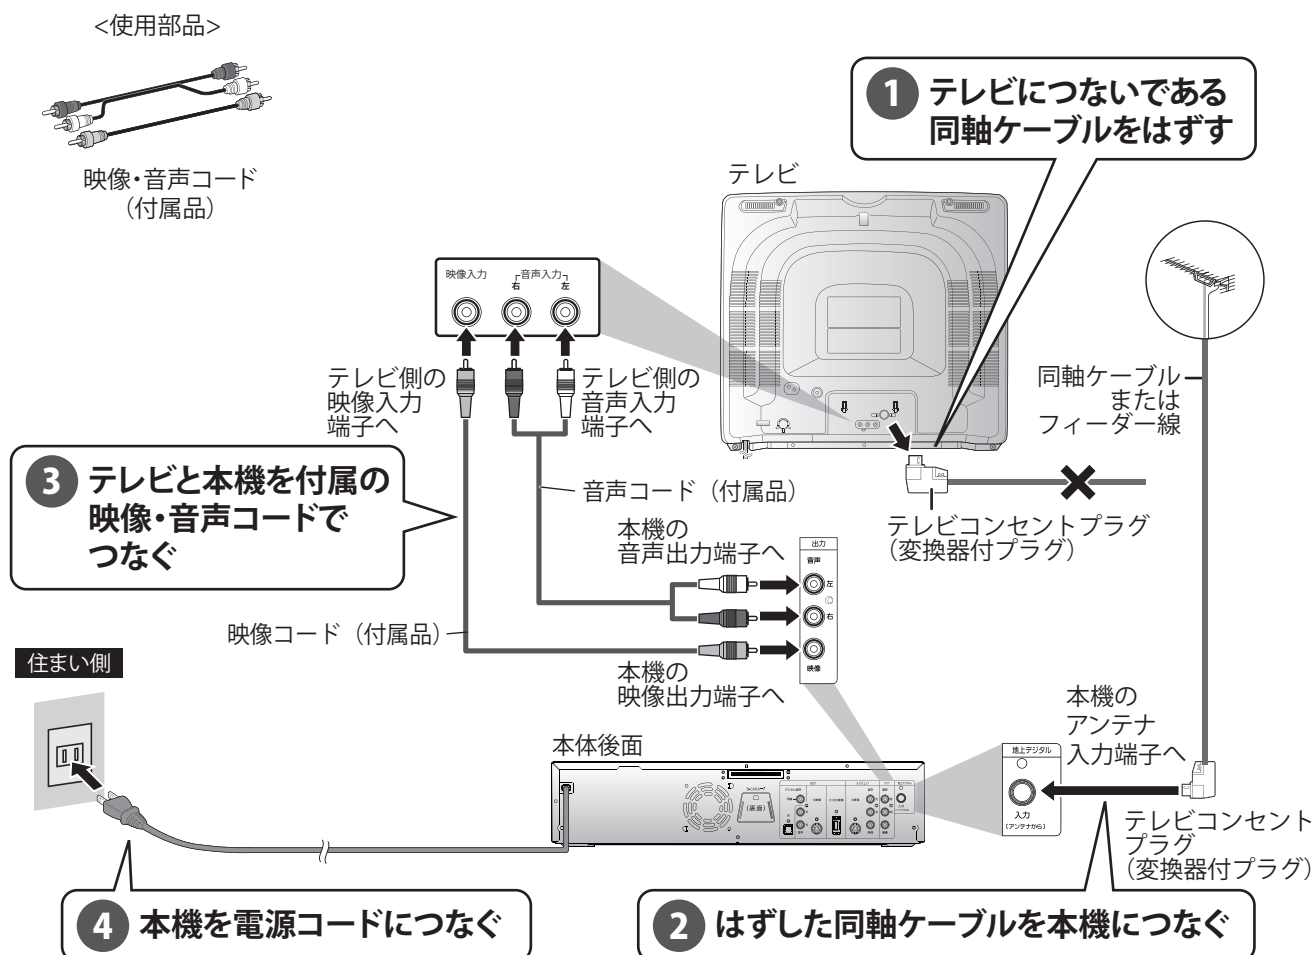 <使用部品>
映像・音声コード
（付属品）
1 テレビにつないである
同軸ケーブルをはずす
テレビ
映像入力
音声入力
右
左
テレビ側の
映像入力
端子へ
テレビ側の
音声入力
端子へ
同軸ケーブル
または
フィーダー線
3 テレビと本機を付属の
映像・音声コードで
つなぐ
音声コード（付属品）
テレビコンセントプラグ
（変換器付プラグ）
本機の
音声出力端子へ
出力
音声
左
右
映像
映像コード（付属品）
本機の
映像出力端子へ
住まい側
本体後面
（裏面）
地上デジタル
入力
(アンテナから)
本機の
アンテナ
入力端子へ
テレビコンセント
プラグ
（変換器付プラグ）
4 本機を電源コードにつなぐ
2 はずした同軸ケーブルを本機につなぐ